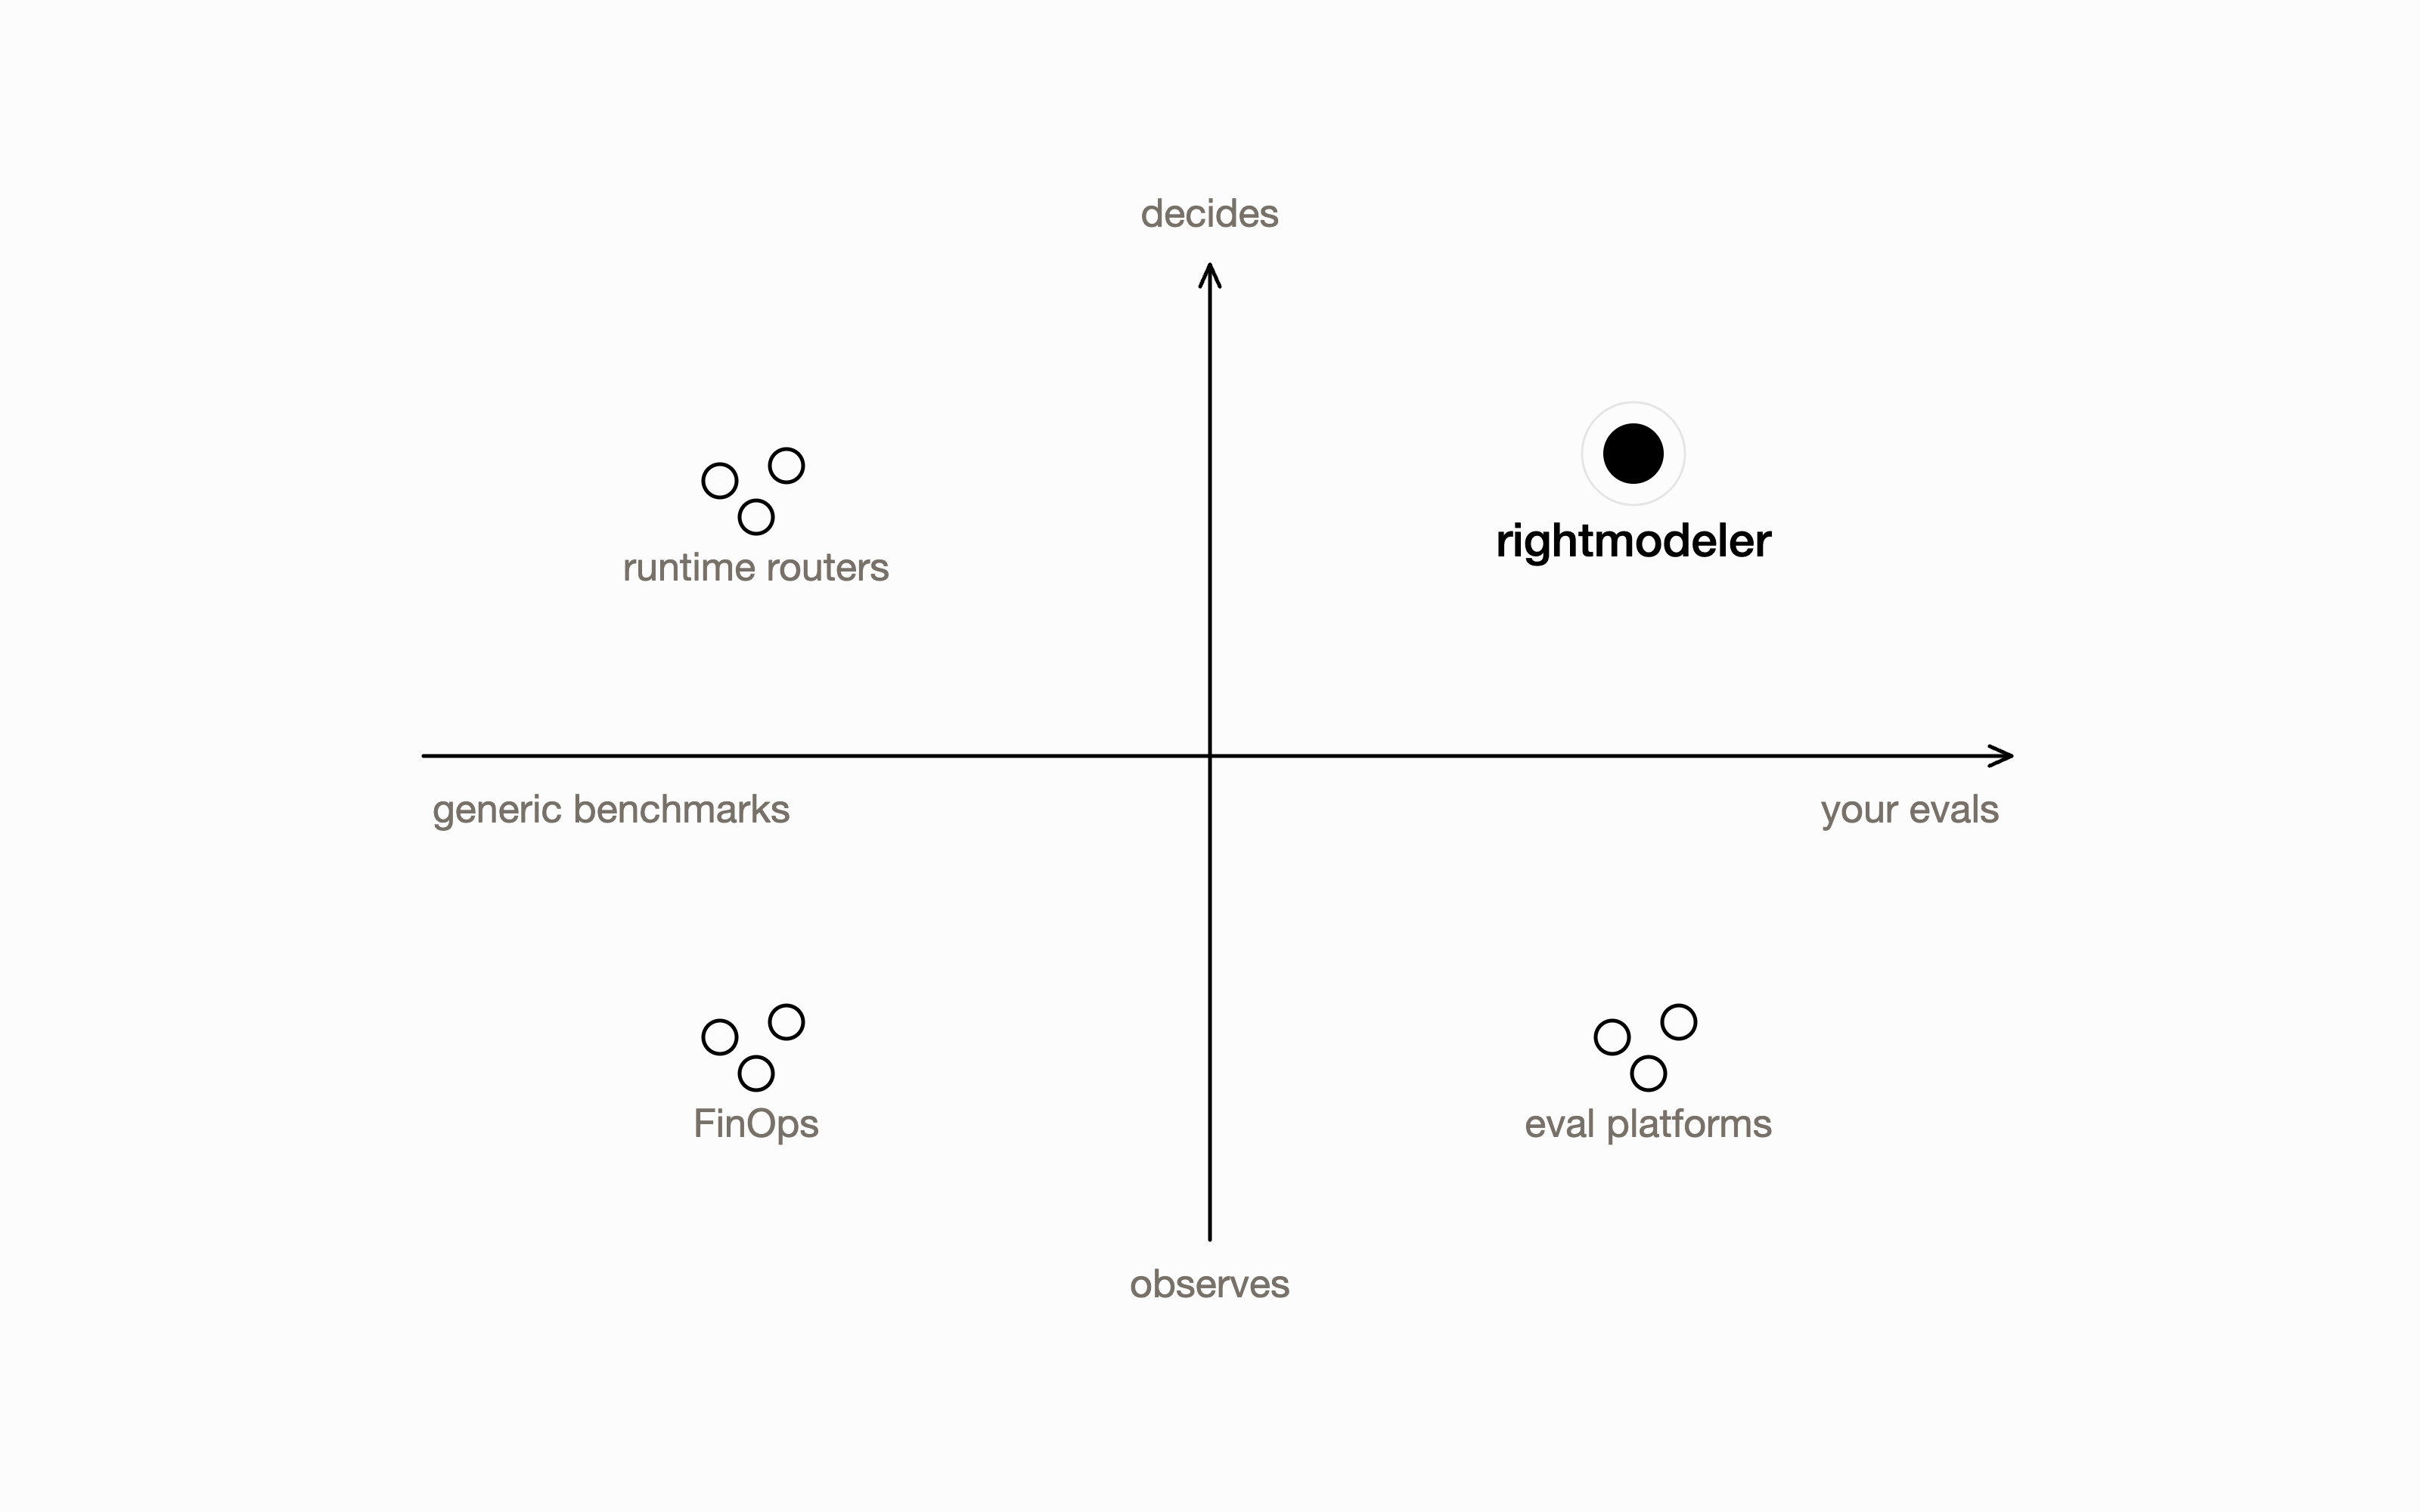 decides
rightmodeler
runtime routers
generic benchmarks
your evals
FinOps
eval platforms
observes